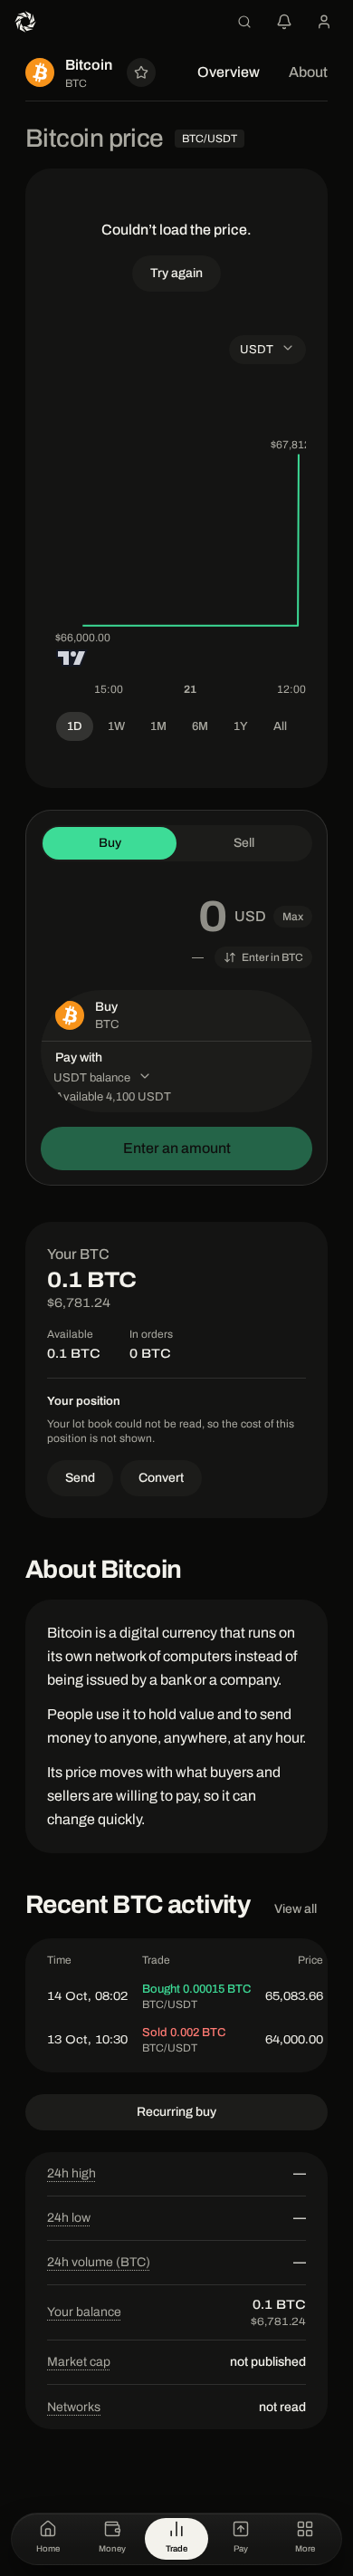 Bitcoin
BTC
Overview
About
Bitcoin price
BTC/USDT
Couldn't load the price.
Try again
USDT
$67,812
$66,000.00
15:00
21
12:00
1D
1W
1M
6M
1Y
All
Buy
Sell
0 USD
Max
—
Enter in BTC
Buy
BTC
Pay with
USDT balance
Available 4,100 USDT
Enter an amount
Your BTC
0.1 BTC
$6,781.24
Available
In orders
0.1 BTC
0 BTC
Your position
Your lot book could not be read, so the cost of this
position is not shown.
Send
Convert
About Bitcoin
Bitcoin is a digital currency that runs on
its own network of computers instead of
being issued by a bank or a company.
People use it to hold value and to send
money to anyone, anywhere, at any hour.
Its price moves with what buyers and
sellers are willing to pay, so it can
change quickly.
Recent BTC activity
View all
Time
Trade
Price
14 Oct, 08:02
Bought 0.00015 BTC
BTC/USDT
65,083.66
13 Oct, 10:30
Sold 0.002 BTC
BTC/USDT
64,000.00
Recurring buy
24h high
—
24h low
—
24h volume (BTC)
—
Your balance
0.1 BTC
$6,781.24
Market cap
not published
Networks
not read
Home
Money
Trade
Pay
More